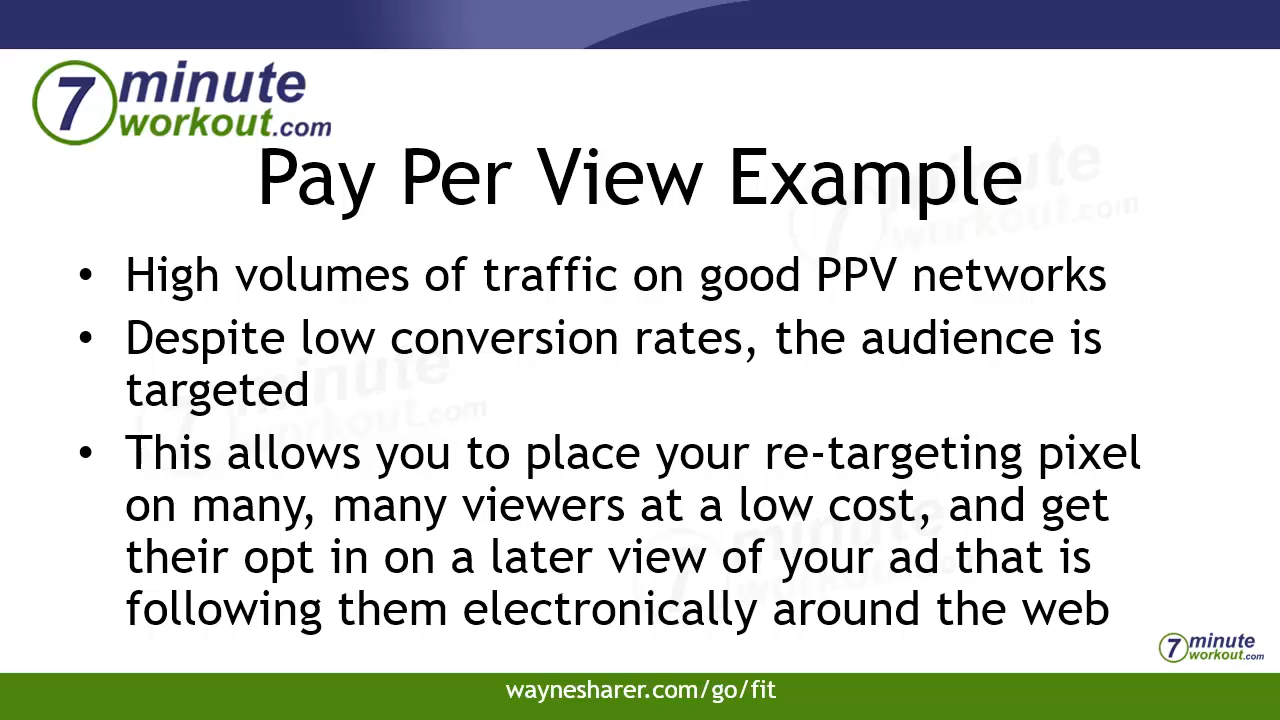 7 minute
workout.com
Pay Per View Example
• High volumes of traffic on good PPV networks
• Despite low conversion rates, the audience is
targeted
• This allows you to place your re-targeting pixel
on many, many viewers at a low cost, and get
their opt in on a later view of your ad that is
following them electronically around the web
7 minute
workout.com
waynesharer.com/go/fit